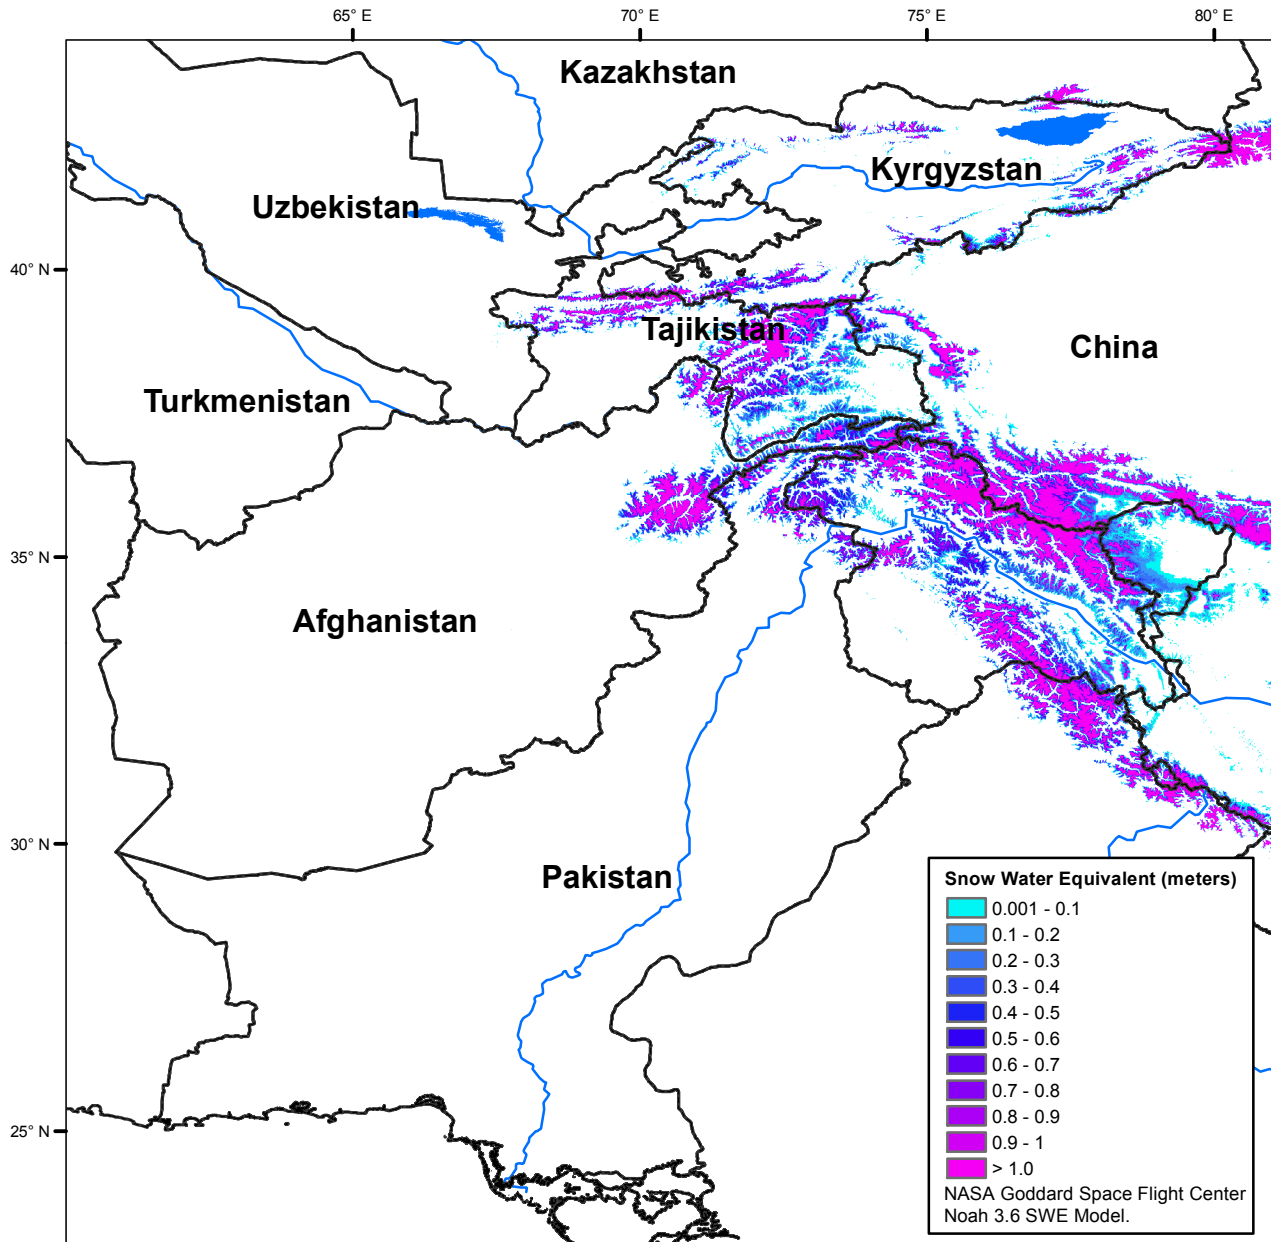 65° E
70° E
75° E
80° E
Kazakhstan
Kyrgyzstan
Uzbekistan
40° N
Tajikistan
China
Turkmenistan
35° N
Afghanistan
30° N
Pakistan
25° N
Snow Water Equivalent (meters)
0.001 - 0.1
0.1 - 0.2
0.2 - 0.3
0.3 - 0.4
0.4 - 0.5
0.5 - 0.6
0.6 - 0.7
0.7 - 0.8
0.8 - 0.9
0.9 - 1
> 1.0
NASA Goddard Space Flight Center
Noah 3.6 SWE Model.